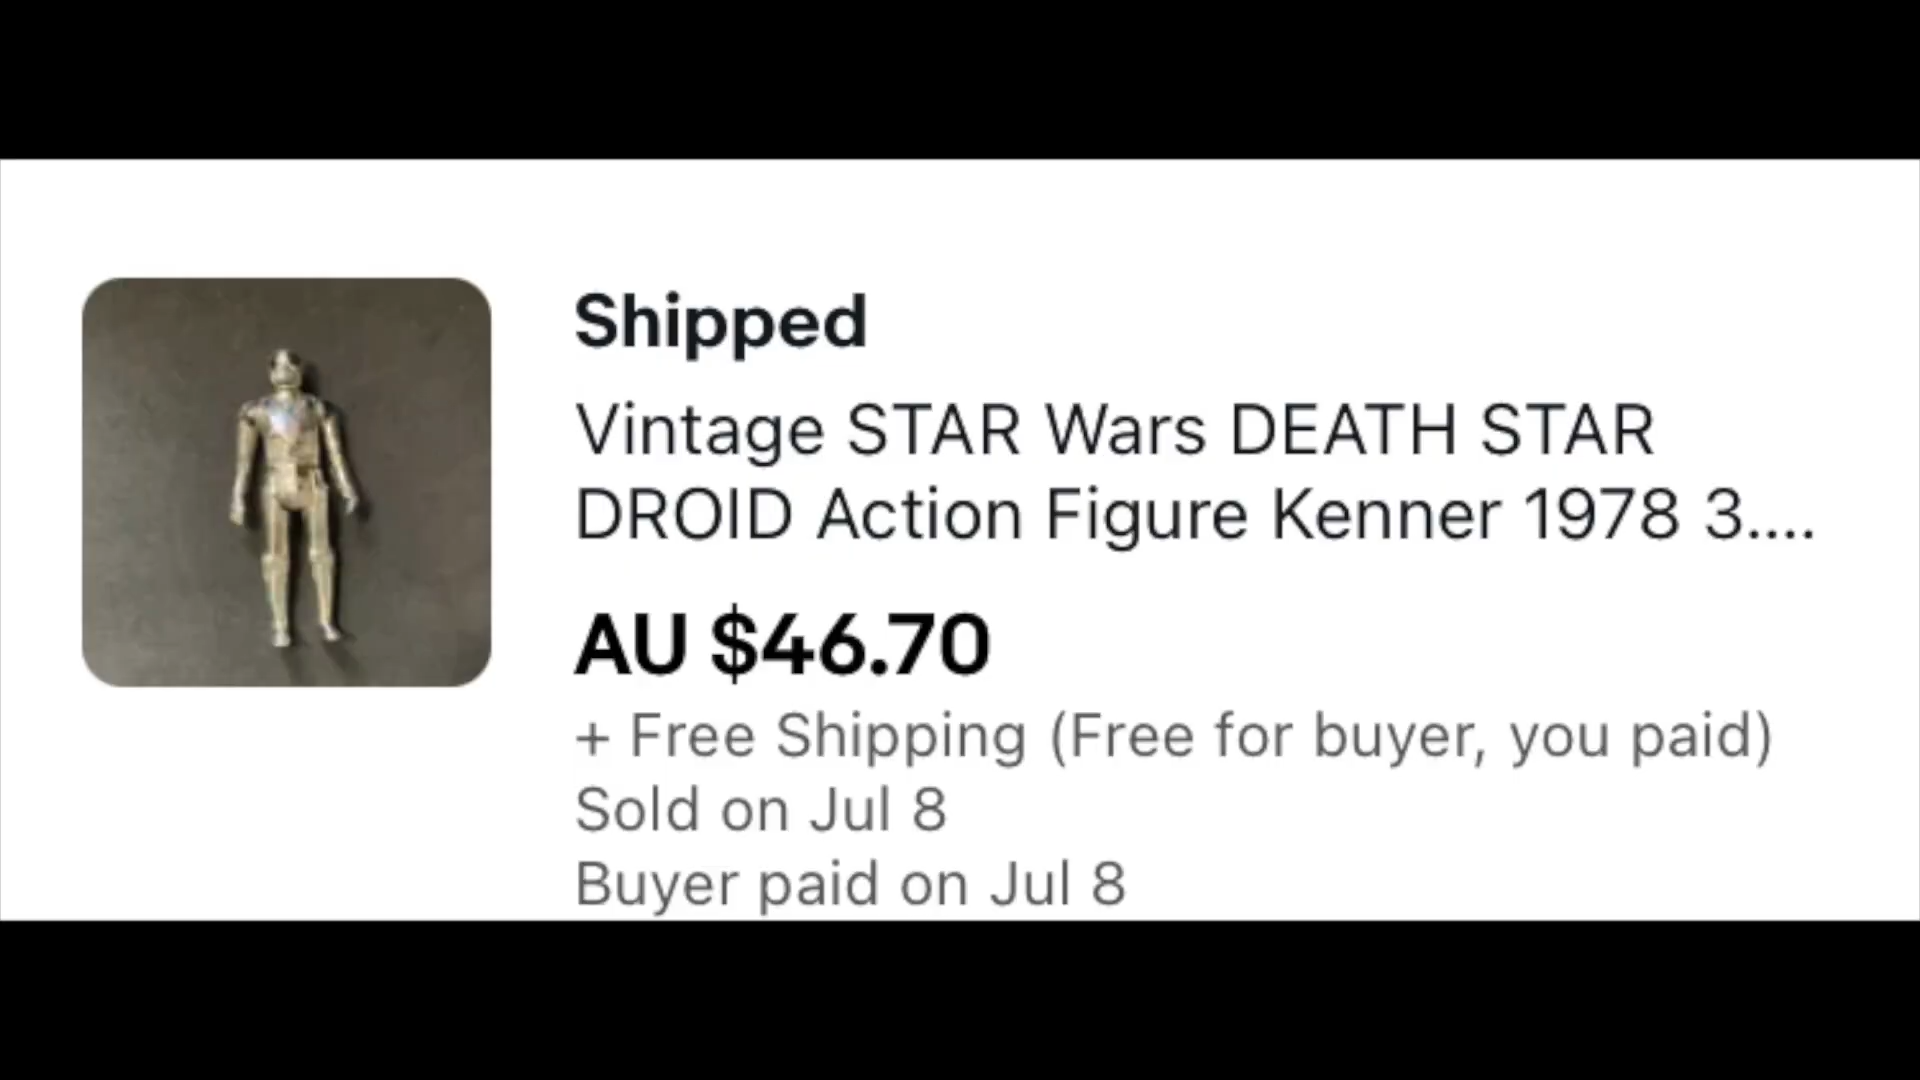 Shipped
Vintage STAR Wars DEATH STAR
DROID Action Figure Kenner 1978 3....
AU $46.70
+ Free Shipping (Free for buyer, you paid)
Sold on Jul 8
Buyer paid on Jul 8